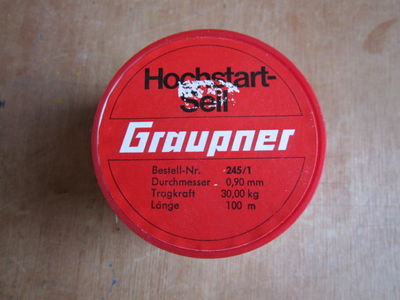 Hochstart-
Seil
Graupner
Bestell-Nr. 245/1
Durchmesser 0,90 mm
Tragkraft 30,00 kg
Länge 100 m